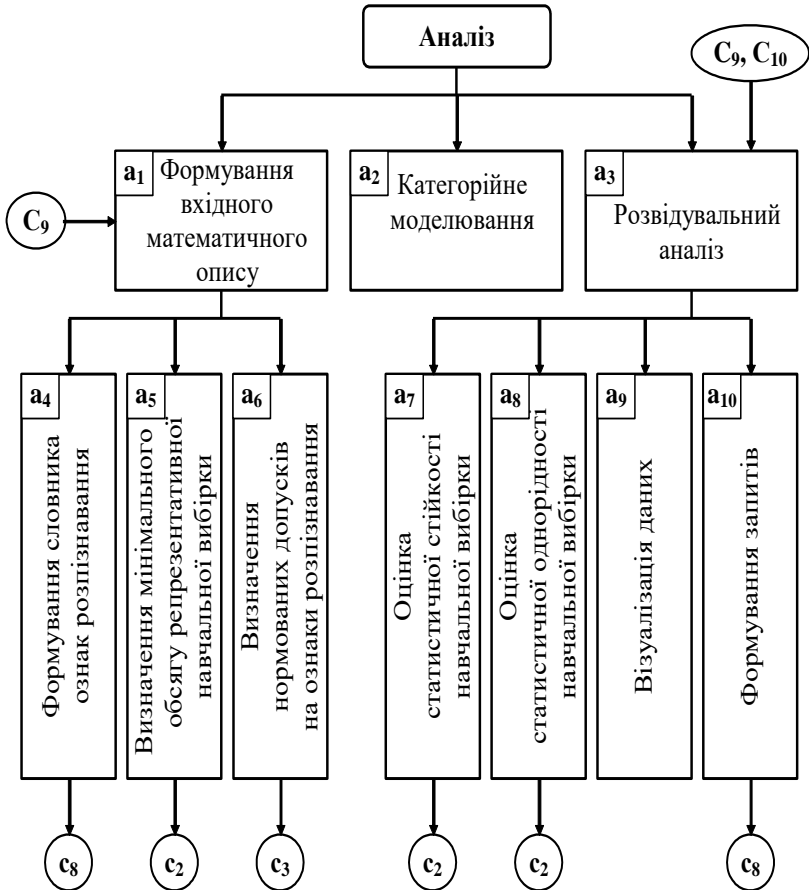 Аналіз
C₉, C₁₀
a₁
Формування
вхідного
математичного
опису
a₂
Категорійне
моделювання
a₃
Розвідувальний
аналіз
C₉
a₄
Формування словника
ознак розпізнавання
a₅
Визначення мінімального
обсягу репрезентативної
навчальної вибірки
a₆
Визначення
нормованих допусків
на ознаки розпізнавання
a₇
Оцінка
статистичної стійкості
навчальної вибірки
a₈
Оцінка
статистичної однорідності
навчальної вибірки
a₉
Візуалізація даних
a₁₀
Формування запитів
c₈
c₂
c₃
c₂
c₂
c₈